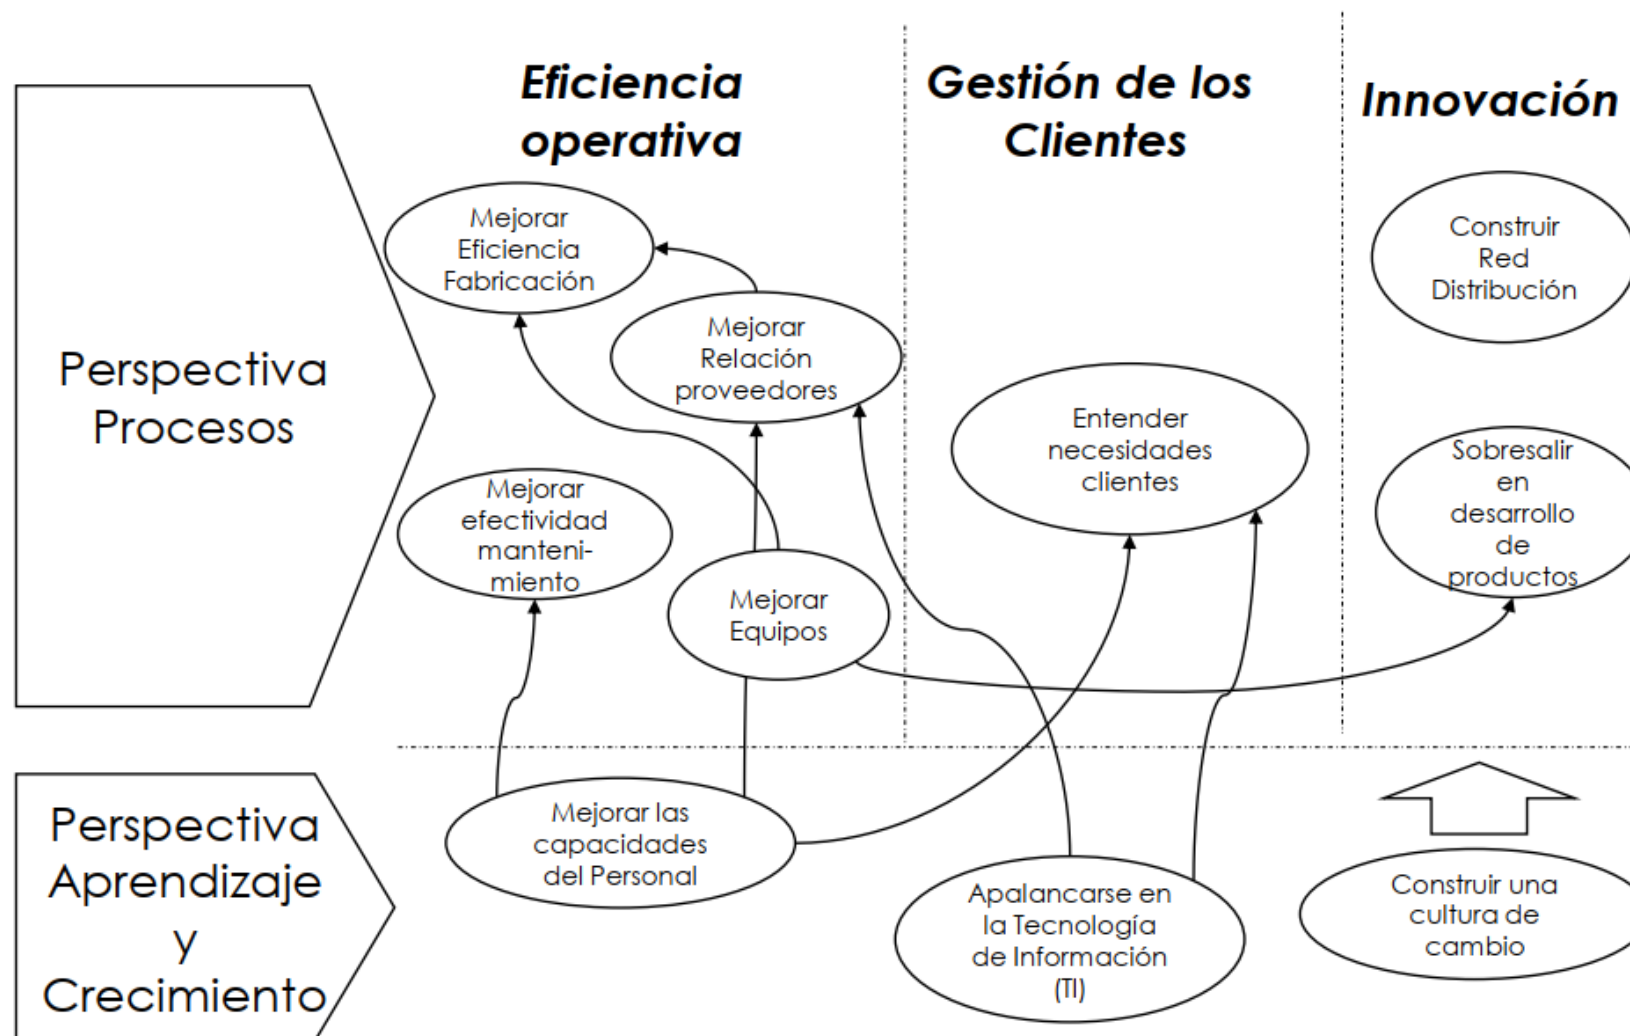 Eficiencia
operativa
Gestión de los
Clientes
Innovación
Perspectiva
Procesos
Mejorar
Eficiencia
Fabricación
Mejorar
Relación
proveedores
Mejorar
efectividad
manteni-
miento
Mejorar
Equipos
Entender
necesidades
clientes
Construir
Red
Distribución
Sobresalir
en
desarrollo
de
productos
Perspectiva
Aprendizaje
y
Crecimiento
Mejorar las
capacidades
del Personal
Apalancarse en
la Tecnología
de Información
(TI)
Construir una
cultura de
cambio